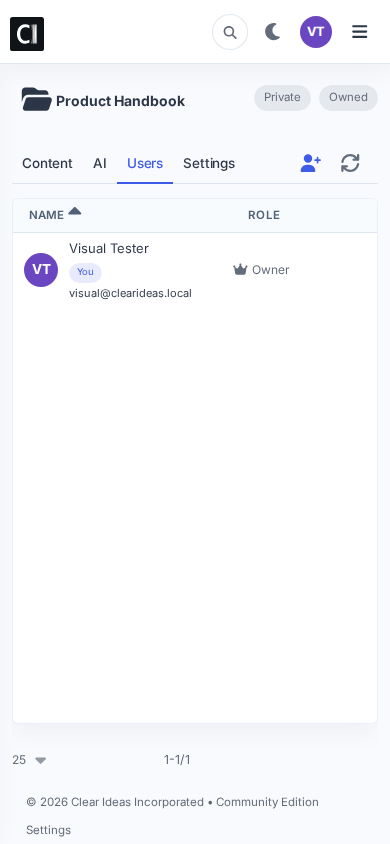 CI
VT
Product Handbook
Private
Owned
Content
AI
Users
Settings
NAME
ROLE
VT
Visual Tester
You
visual@clearideas.local
Owner
25
1-1/1
© 2026 Clear Ideas Incorporated • Community Edition
Settings